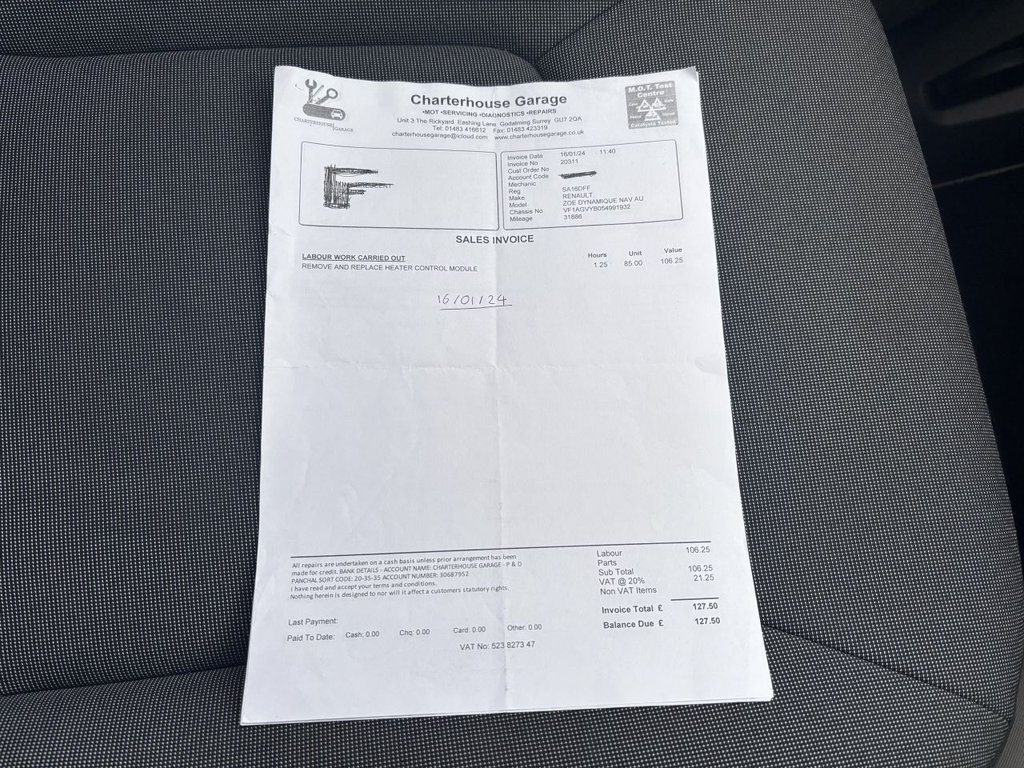 CHARTERHOUSE GARAGE
Charterhouse Garage
•MOT •SERVICING •DIAGNOSTICS •REPAIRS
Unit 3 The Rickyard Eashing Lane Godalming Surrey GU7 2QA
Tel: 01483 416612 Fax: 01483 423319
charterhousegarage@icloud.com www.charterhousegarage.co.uk
M.O.T. Test
Centre
Catalysts Tested
Invoice Date 16/01/24 11:40
Invoice No 20311
Cust Order No
Account Code
Mechanic
Reg SA16DFF
Make RENAULT
Model ZOE DYNAMIQUE NAV AU
Chassis No VF1AGVYB054991932
Mileage 31886
SALES INVOICE
LABOUR WORK CARRIED OUT Hours Unit Value
REMOVE AND REPLACE HEATER CONTROL MODULE 1.25 85.00 106.25
16/01/24
All repairs are undertaken on a cash basis unless prior arrangement has been
made for credit. BANK DETAILS - ACCOUNT NAME: CHARTERHOUSE GARAGE - P & D
PANCHAL SORT CODE: 20-35-35 ACCOUNT NUMBER: 30687952
I have read and accept your terms and conditions.
Nothing herein is designed to nor will it affect a customers statutory rights.
Labour 106.25
Parts
Sub Total 106.25
VAT @ 20% 21.25
Non VAT Items
Invoice Total £ 127.50
Balance Due £ 127.50
Last Payment:
Paid To Date: Cash: 0.00 Chq: 0.00 Card: 0.00 Other: 0.00
VAT No: 523 8273 47